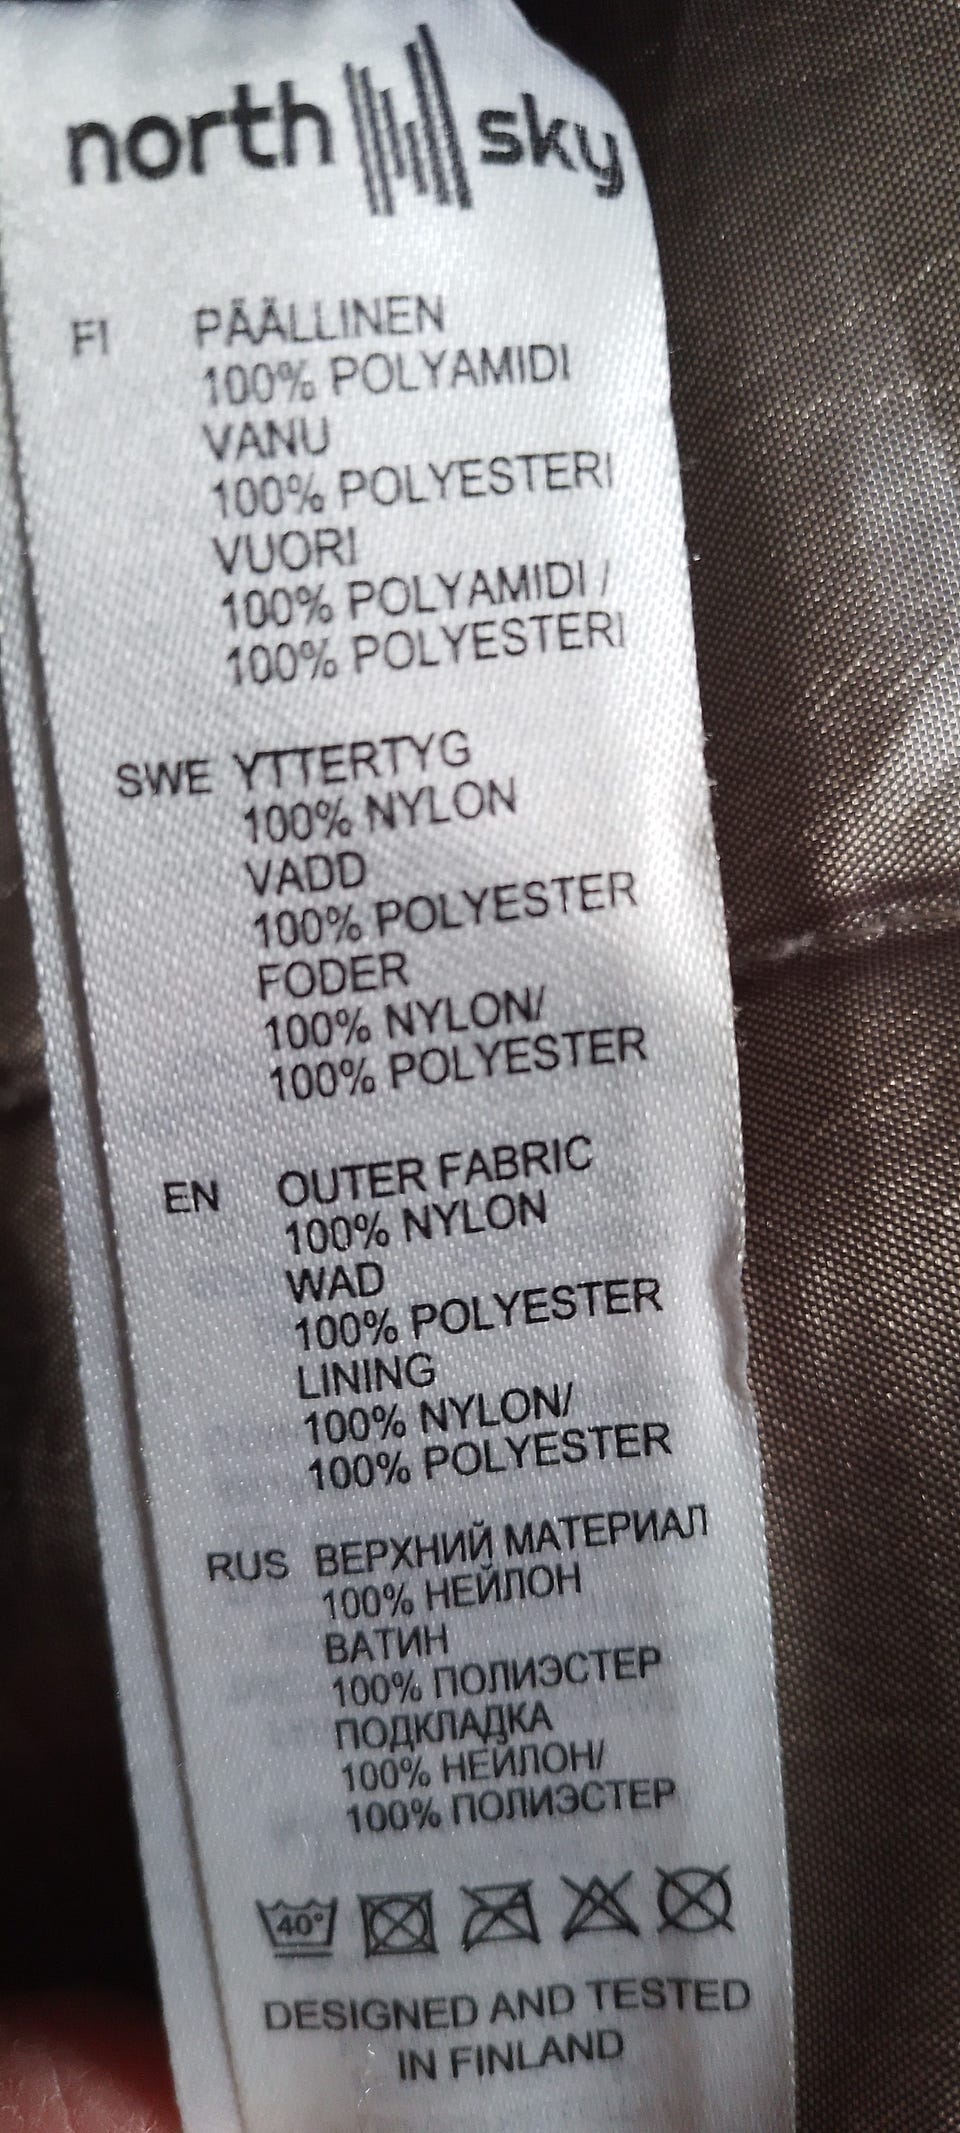 north sky
FI PÄÄLLINEN
100% POLYAMIDI
VANU
100% POLYESTERI
VUORI
100% POLYAMIDI /
100% POLYESTERI
SWE YTTERTYG
100% NYLON
VADD
100% POLYESTER
FODER
100% NYLON/
100% POLYESTER
EN OUTER FABRIC
100% NYLON
WAD
100% POLYESTER
LINING
100% NYLON/
100% POLYESTER
RUS ВЕРХНИЙ МАТЕРИАЛ
100% НЕЙЛОН
ВАТИН
100% ПОЛИЭСТЕР
ПОДКЛАДКА
100% НЕЙЛОН/
100% ПОЛИЭСТЕР
40°
DESIGNED AND TESTED
IN FINLAND